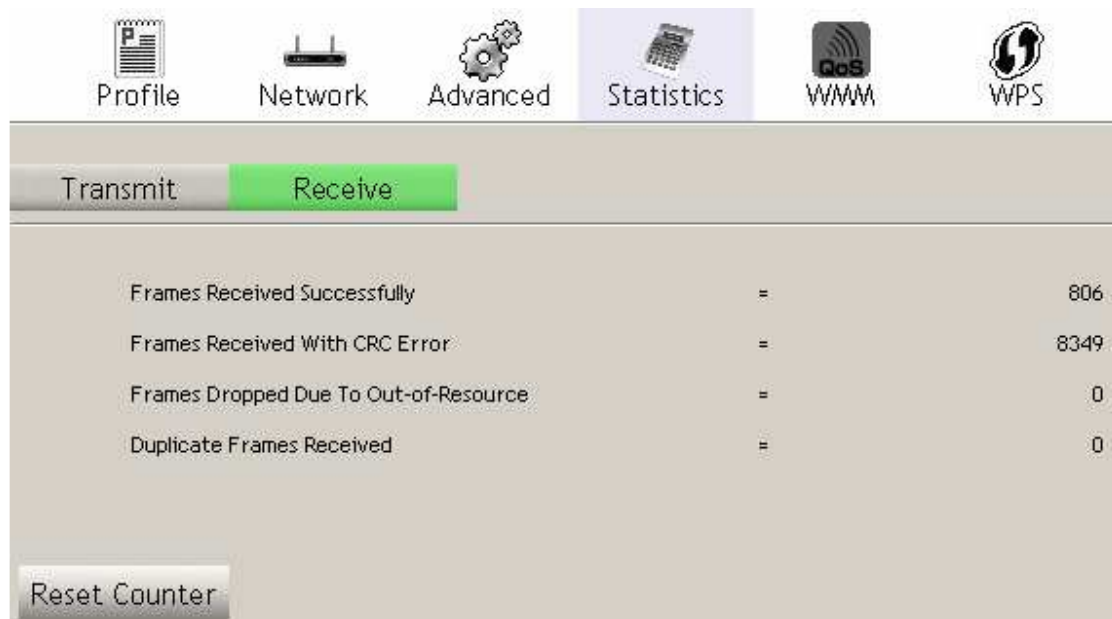 P
QoS
Profile Network Advanced Statistics WMM WPS
Transmit Receive
Frames Received Successfully = 806
Frames Received With CRC Error = 8349
Frames Dropped Due To Out-of-Resource = 0
Duplicate Frames Received = 0
Reset Counter